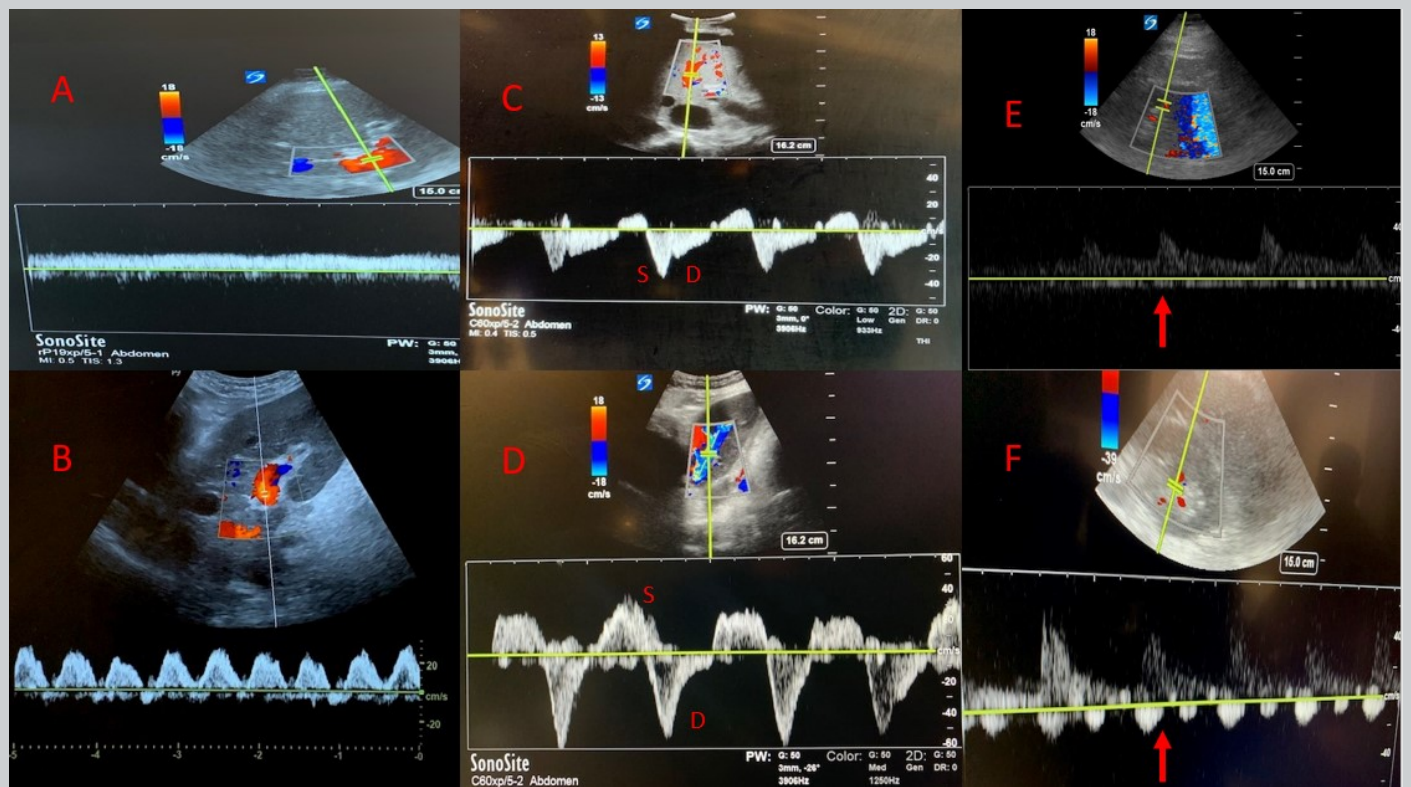 A
18
-18
cm/s
15.0 c
SonoSite
rP19xp/5-1 Abdomen
MI: 0.5 TIS: 1.3
PW:
G: 50
3mm,
3906H
B
20
cm/s
-20
-5
-4
-3
-2
-1
-0
C
13
-13
cm/s
16.2 cm
40
20
cm/s
-20
-40
S
D
SonoSite
C60xp/5-2 Abdomen
MI: 0.4 TIS: 0.5
PW: G: 50
3mm, 0°
3906Hz
Color: G: 50
Low
933Hz
2D: G: 50
Gen DR: 0
THI
D
18
-18
cm/s
16.2 cm
60
40
cm/s
-20
-40
-60
S
D
SonoSite
C60xp/5-2 Abdomen
PW: G: 50
3mm, -26°
3906Hz
Color: G: 50
Med
1250Hz
2D: G: 50
Gen DR: 0
E
18
-18
cm/s
15.0 cm
40
cm
F
-39
cm/s
15.0 cm
cm/s
-40